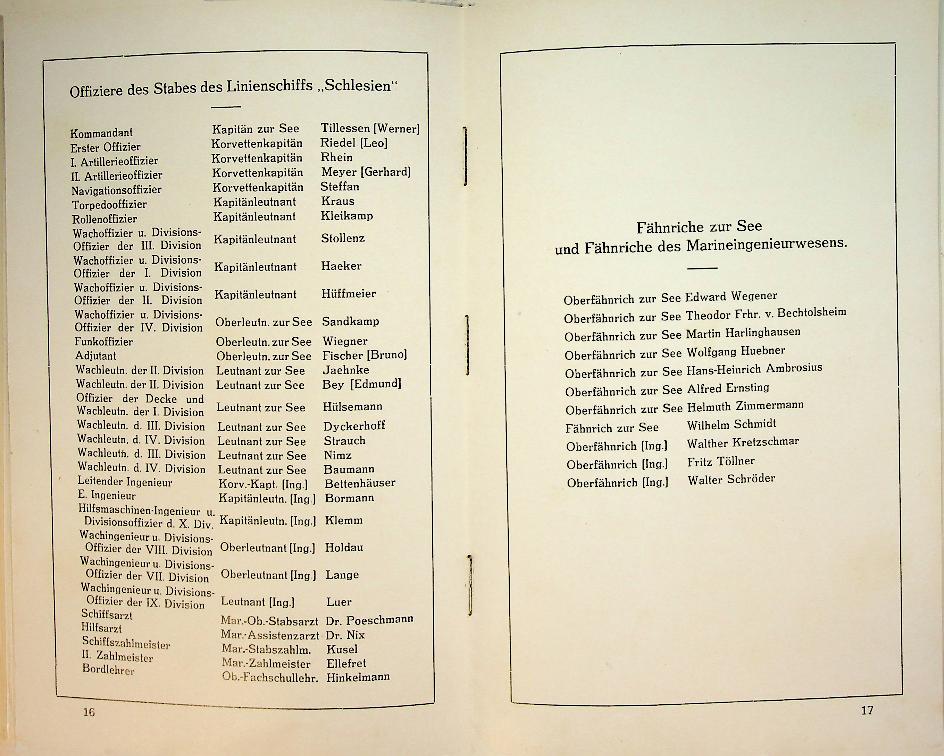 Offiziere des Stabes des Linienschiffs „Schlesien“
Kommandant Kapitän zur See Tillessen [Werner]
Erster Offizier Korvettenkapitän Riedel [Leo]
I. Artillerieoffizier Korvettenkapitän Rhein
II. Artillerieoffizier Korvettenkapitän Meyer [Gerhard]
Navigationsoffizier Korvettenkapitän Steffan
Torpedooffizier Kapitänleutnant Kraus
Rollenoffizier Kapitänleutnant Kleikamp
Wachoffizier u. Divisions-
Offizier der III. Division Kapitänleutnant Stollenz
Wachoffizier u. Divisions-
Offizier der I. Division Kapitänleutnant Haeker
Wachoffizier u. Divisions-
Offizier der II. Division Kapitänleutnant Hüffmeier
Wachoffizier u. Divisions-
Offizier der IV. Division Oberleutn. zur See Sandkamp
Funkoffizier Oberleutn. zur See Wiegner
Adjutant Oberleutn. zur See Fischer [Bruno]
Wachleutn. der II. Division Leutnant zur See Jaehnke
Wachleutn. der II. Division Leutnant zur See Bey [Edmund]
Offizier der Decke und
Wachleutn. der I. Division Leutnant zur See Hülsemann
Wachleutn. d. III. Division Leutnant zur See Dyckerhoff
Wachleutn. d. IV. Division Leutnant zur See Strauch
Wachleutn. d. III. Division Leutnant zur See Nimz
Wachleutn. d. IV. Division Leutnant zur See Baumann
Leitender Ingenieur Korv.-Kapt. [Ing.] Bettenhäuser
E. Ingenieur Kapitänleutn. [Ing.] Bormann
Hilfsmaschinen-Ingenieur u.
Divisionsoffizier d. X. Div. Kapitänleutn. [Ing.] Klemm
Wachingenieur u. Divisions-
Offizier der VIII. Division Oberleutnant [Ing.] Holdau
Wachingenieur u. Divisions-
Offizier der VII. Division Oberleutnant [Ing.] Lange
Wachingenieur u. Divisions-
Offizier der IX. Division Leutnant [Ing.] Luer
Schiffsarzt Mar.-Ob.-Stabsarzt Dr. Poeschmann
Hilfsarzt Mar.-Assistenzarzt Dr. Nix
Schiffszahlmeister Mar.-Stabszahlm. Kusel
II. Zahlmeister Mar.-Zahlmeister Ellefret
Bordlehrer Ob.-Fachschullehr. Hinkelmann
16
Fähnriche zur See
und Fähnriche des Marineingenieurwesens.
Oberfähnrich zur See Edward Wegener
Oberfähnrich zur See Theodor Frhr. v. Bechtolsheim
Oberfähnrich zur See Martin Harlinghausen
Oberfähnrich zur See Wolfgang Huebner
Oberfähnrich zur See Hans-Heinrich Ambrosius
Oberfähnrich zur See Alfred Ernsting
Oberfähnrich zur See Helmuth Zimmermann
Fähnrich zur See Wilhelm Schmidt
Oberfähnrich [Ing.] Walther Kretzschmar
Oberfähnrich [Ing.] Fritz Töllner
Oberfähnrich [Ing.] Walter Schröder
17